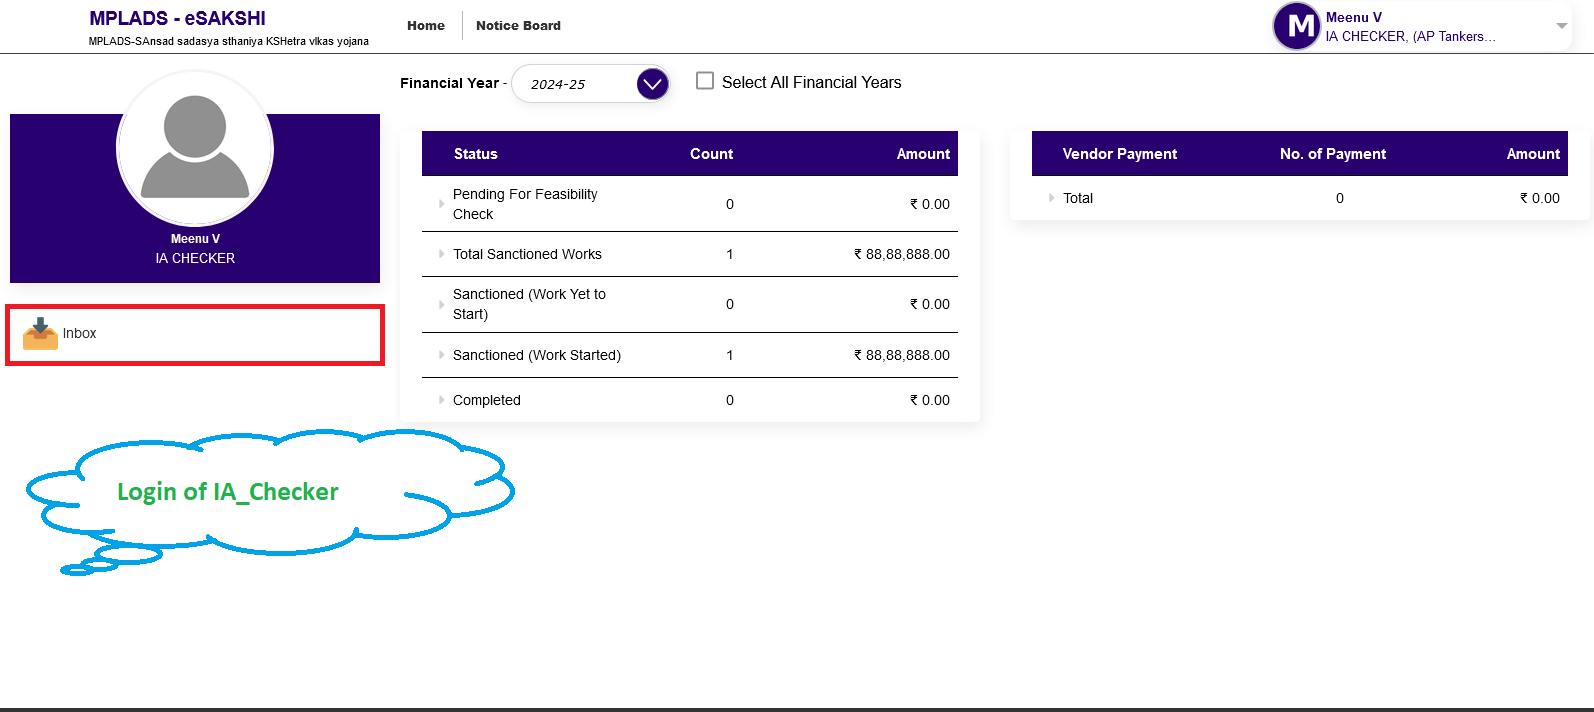 MPLADS - eSAKSHI
MPLADS-SAnsad sadasya sthaniya KSHetra vIkas yojana
Home
Notice Board
M
Meenu V
IA CHECKER, (AP Tankers...
Financial Year - 2024-25
Select All Financial Years
Meenu V
IA CHECKER
Inbox
Status Count Amount
Pending For Feasibility
Check 0 ₹ 0.00
Total Sanctioned Works 1 ₹ 88,88,888.00
Sanctioned (Work Yet to
Start) 0 ₹ 0.00
Sanctioned (Work Started) 1 ₹ 88,88,888.00
Completed 0 ₹ 0.00
Vendor Payment No. of Payment Amount
Total 0 ₹ 0.00
Login of IA_Checker